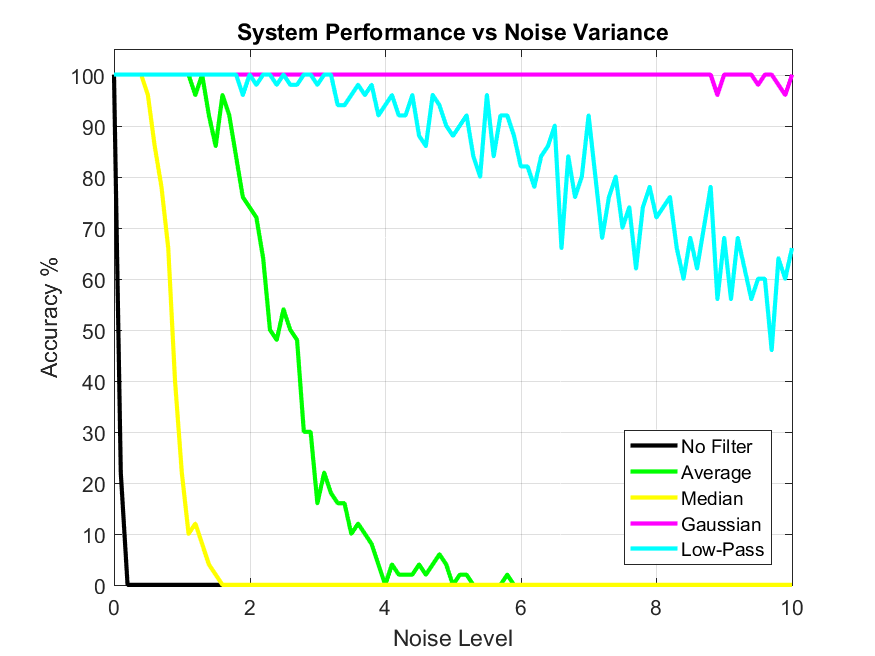 System Performance vs Noise Variance
Accuracy %
100
90
80
70
60
50
40
30
20
10
0
0 2 4 6 8 10
Noise Level
No Filter
Average
Median
Gaussian
Low-Pass